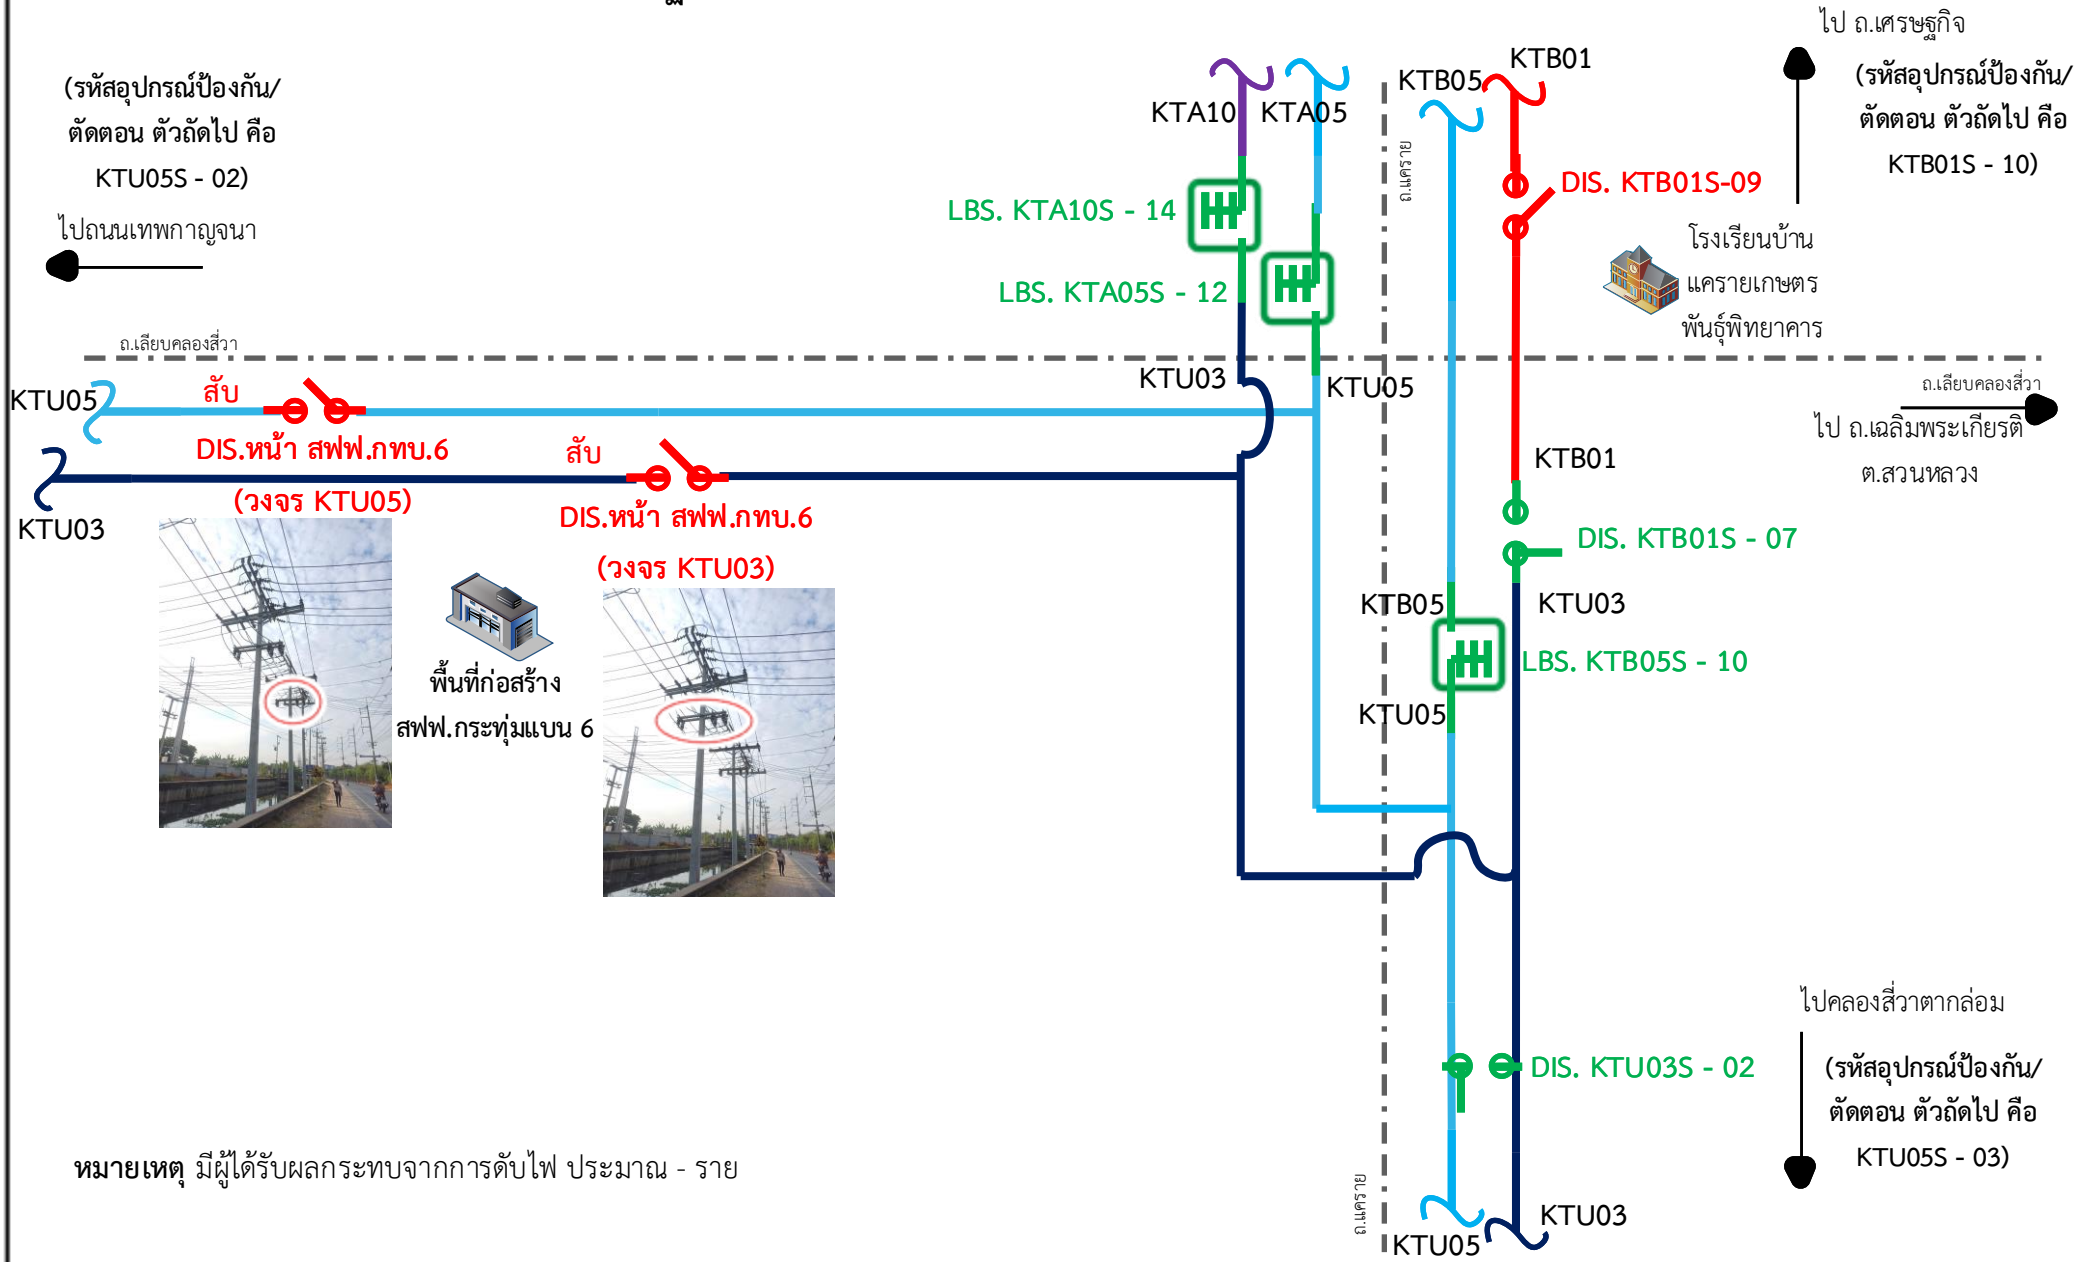 ไป ถ.เศรษฐกิจ
(รหัสอุปกรณ์ป้องกัน/
ตัดตอน ตัวถัดไป คือ
KTU05S - 02)
ไปถนนเทพกาญจนา
KTA10
KTA05
KTB05
KTB01
(รหัสอุปกรณ์ป้องกัน/
ตัดตอน ตัวถัดไป คือ
KTB01S - 10)
ถ.แคราย
DIS. KTB01S-09
LBS. KTA10S - 14
LBS. KTA05S - 12
โรงเรียนบ้าน
แครายเกษตร
พันธุ์พิทยาคาร
ถ.เลียบคลองสี่วา
KTU03
KTU05
ถ.เลียบคลองสี่วา
ไป ถ.เฉลิมพระเกียรติ
ต.สวนหลวง
KTU05
สับ
DIS.หน้า สฟฟ.กทบ.6
(วงจร KTU05)
สับ
KTU03
DIS.หน้า สฟฟ.กทบ.6
(วงจร KTU03)
KTB01
DIS. KTB01S - 07
KTB05
KTU03
LBS. KTB05S - 10
KTU05
พื้นที่ก่อสร้าง
สฟฟ.กระทุ่มแบน 6
ไปคลองสี่วาตากล่อม
DIS. KTU03S - 02
(รหัสอุปกรณ์ป้องกัน/
ตัดตอน ตัวถัดไป คือ
KTU05S - 03)
หมายเหตุ มีผู้ได้รับผลกระทบจากการดับไฟ ประมาณ - ราย
ถ.แคราย
KTU05
KTU03